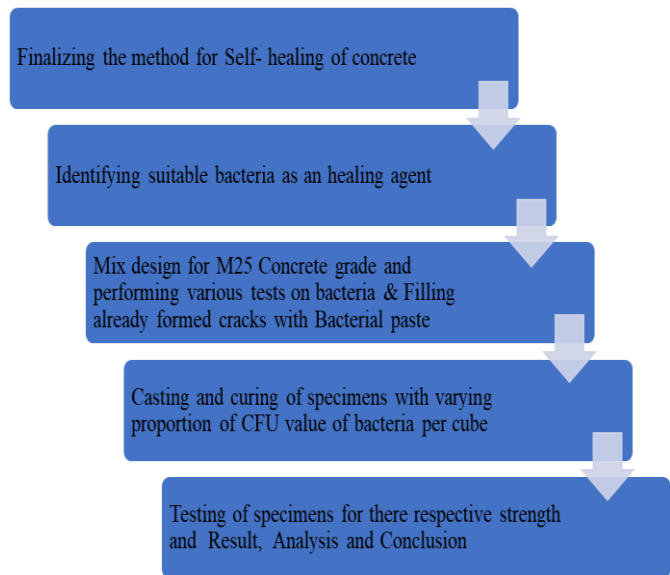 Finalizing the method for Self- healing of concrete
Identifying suitable bacteria as an healing agent
Mix design for M25 Concrete grade and
performing various tests on bacteria & Filling
already formed cracks with Bacterial paste
Casting and curing of specimens with varying
proportion of CFU value of bacteria per cube
Testing of specimens for there respective strength
and Result, Analysis and Conclusion